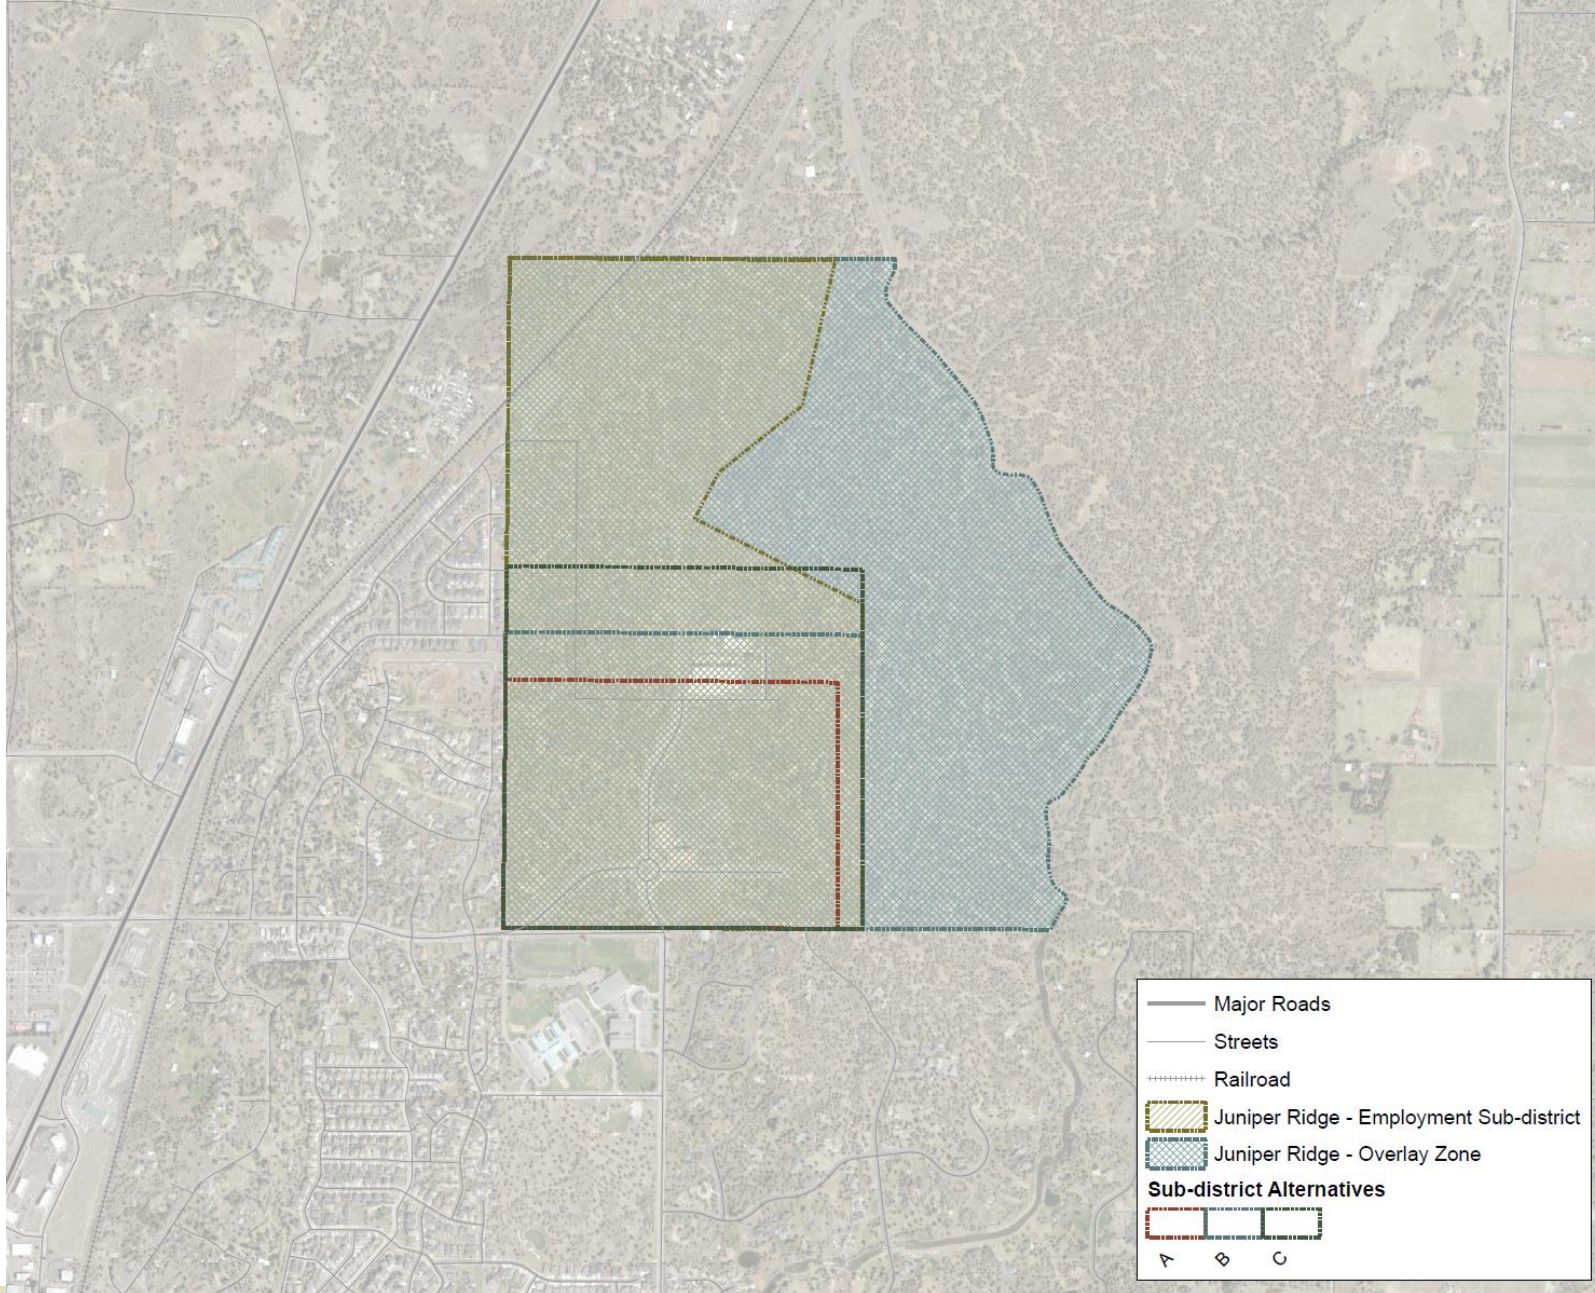 Major Roads
Streets
Railroad
Juniper Ridge - Employment Sub-district
Juniper Ridge - Overlay Zone
Sub-district Alternatives
A B C